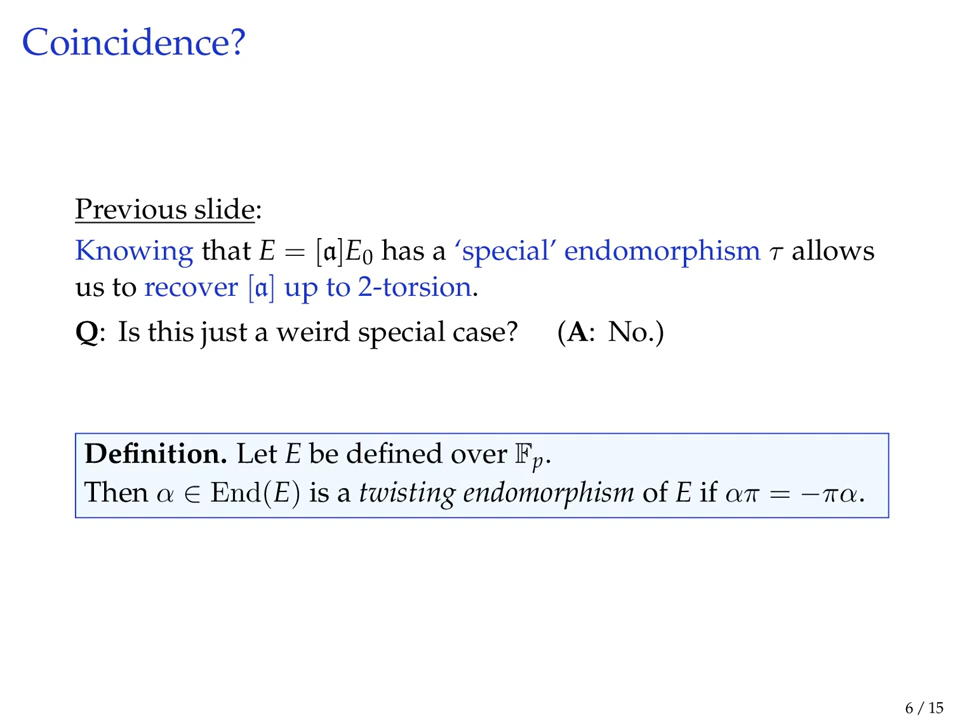 Coincidence?
Previous slide:
Knowing that E = [𝔞]E₀ has a ‘special’ endomorphism τ allows
us to recover [𝔞] up to 2-torsion.
Q: Is this just a weird special case? (A: No.)
Definition. Let E be defined over 𝔽ₚ.
Then α ∈ End(E) is a twisting endomorphism of E if απ = −πα.
6 / 15